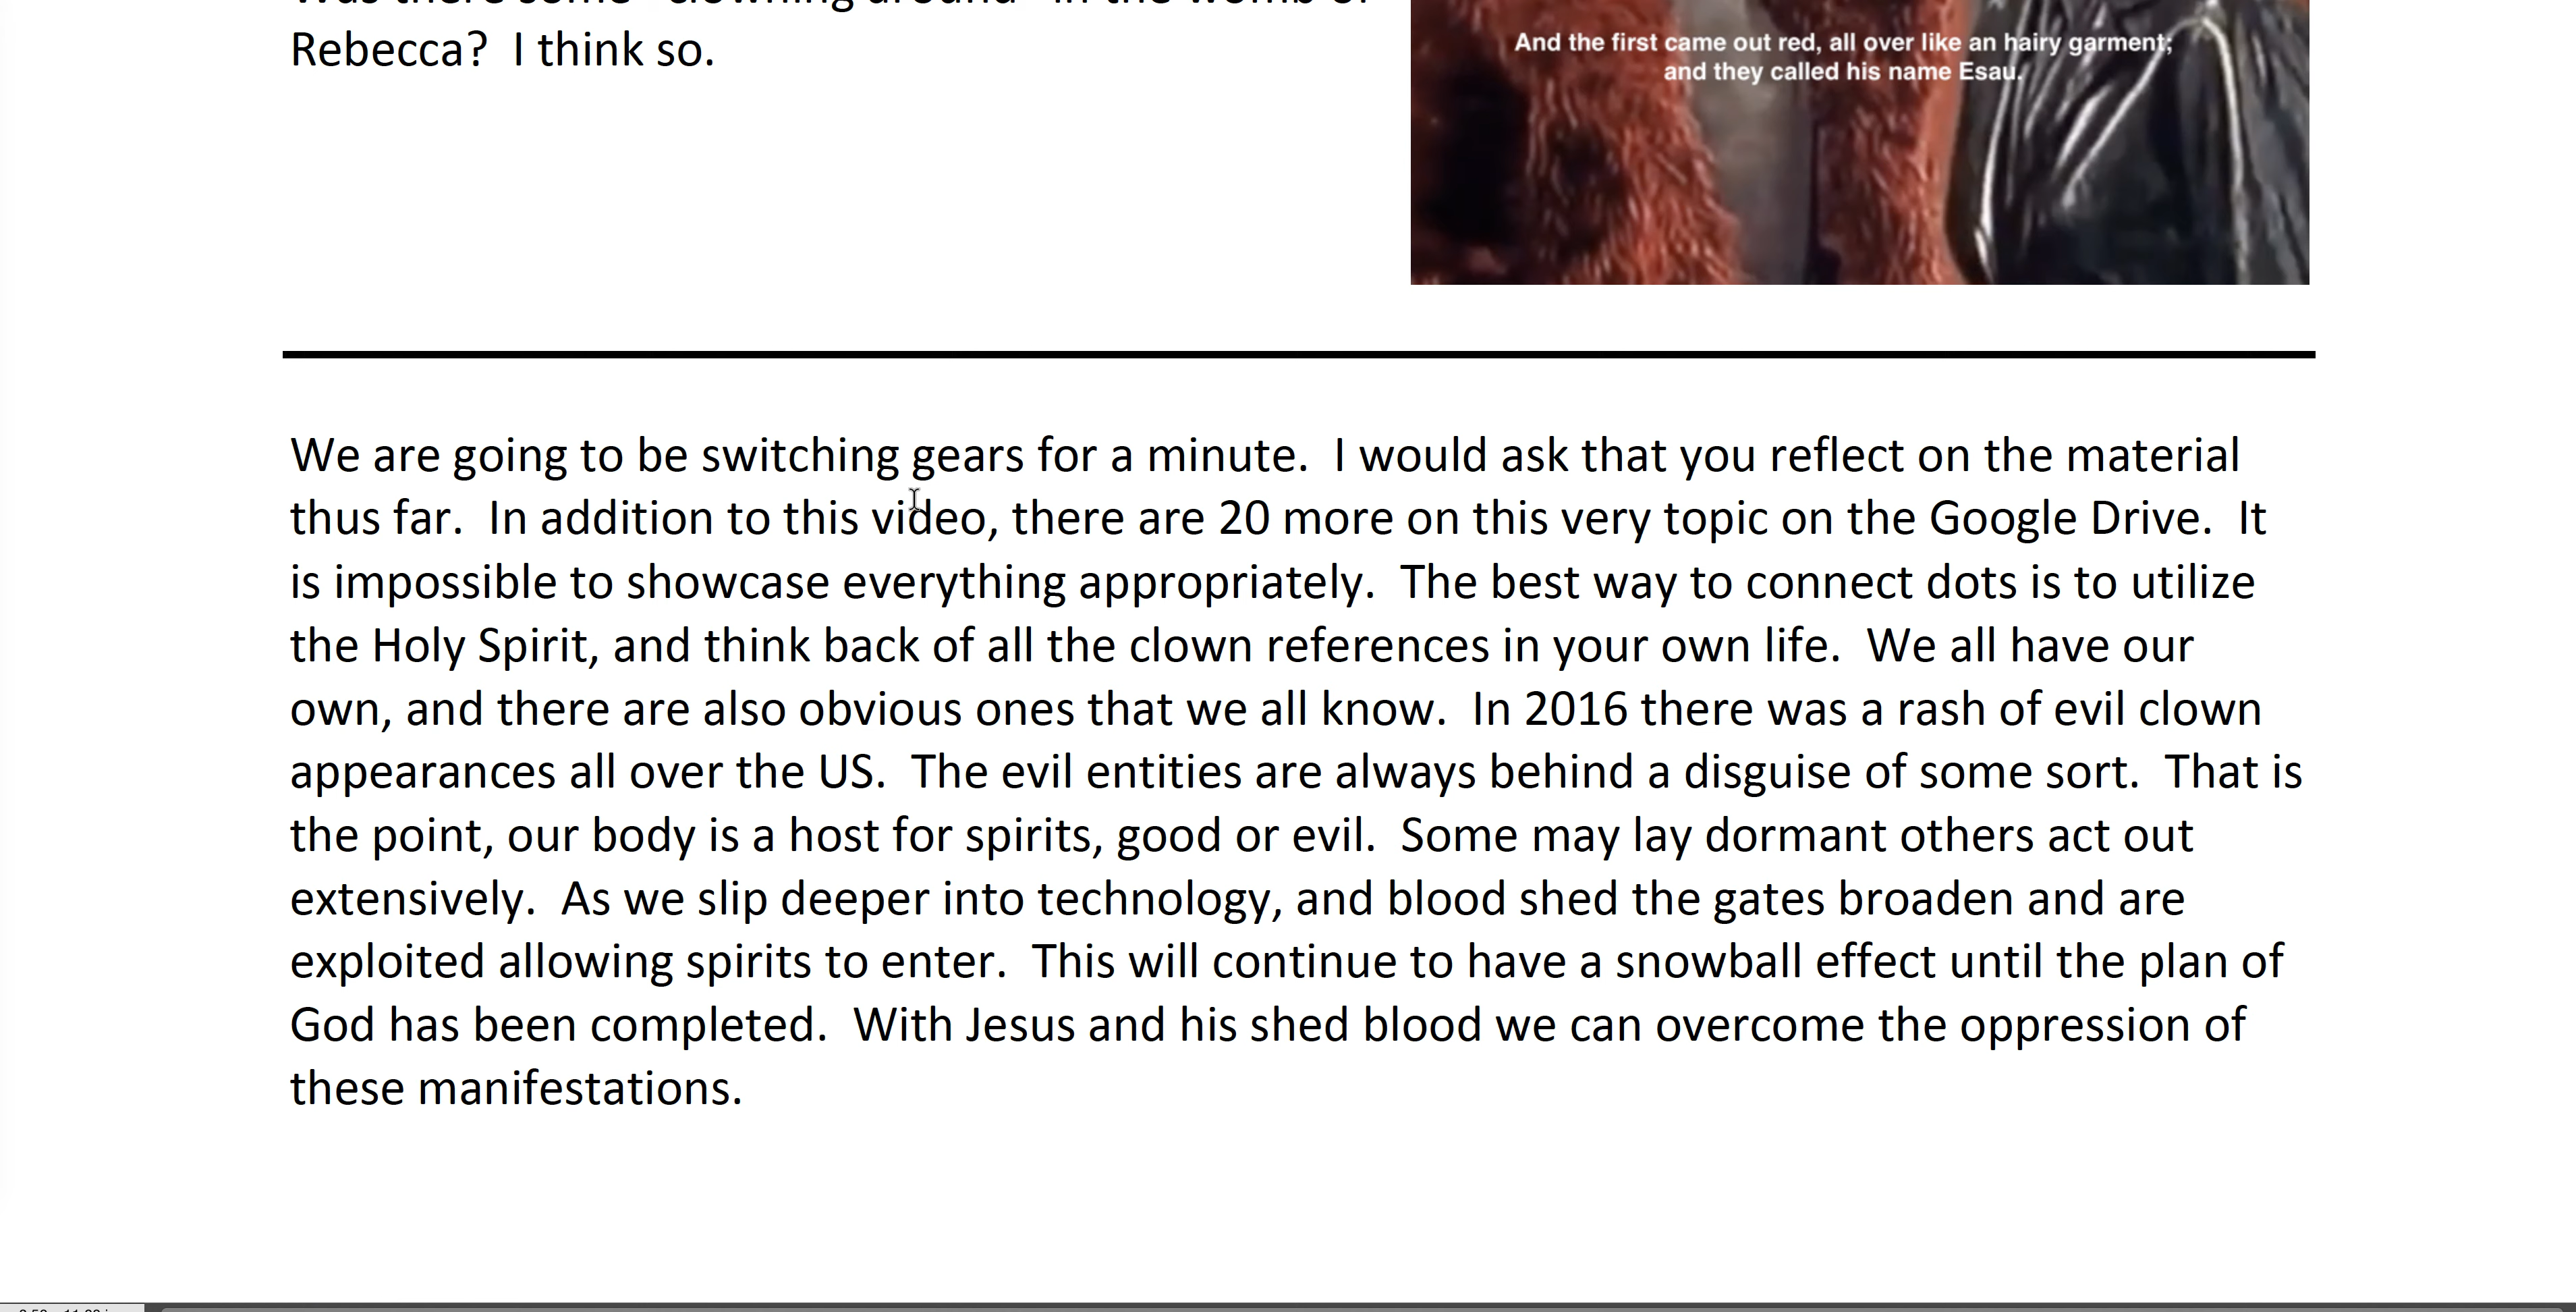 Was there some "clowning around" in the womb of
Rebecca?  I think so.
And the first came out red, all over like an hairy garment;
and they called his name Esau.
We are going to be switching gears for a minute.  I would ask that you reflect on the material
thus far.  In addition to this video, there are 20 more on this very topic on the Google Drive.  It
is impossible to showcase everything appropriately.  The best way to connect dots is to utilize
the Holy Spirit, and think back of all the clown references in your own life.  We all have our
own, and there are also obvious ones that we all know.  In 2016 there was a rash of evil clown
appearances all over the US.  The evil entities are always behind a disguise of some sort.  That is
the point, our body is a host for spirits, good or evil.  Some may lay dormant others act out
extensively.  As we slip deeper into technology, and blood shed the gates broaden and are
exploited allowing spirits to enter.  This will continue to have a snowball effect until the plan of
God has been completed.  With Jesus and his shed blood we can overcome the oppression of
these manifestations.